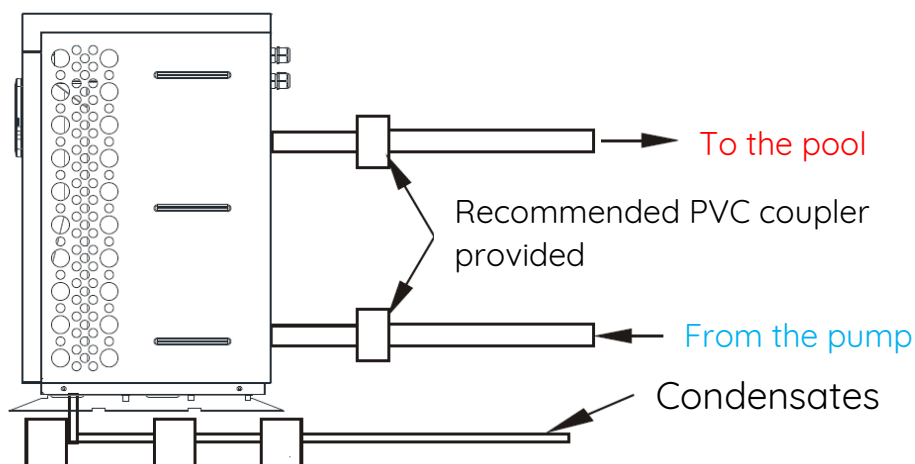 To the pool
Recommended PVC coupler
provided
From the pump
Condensates